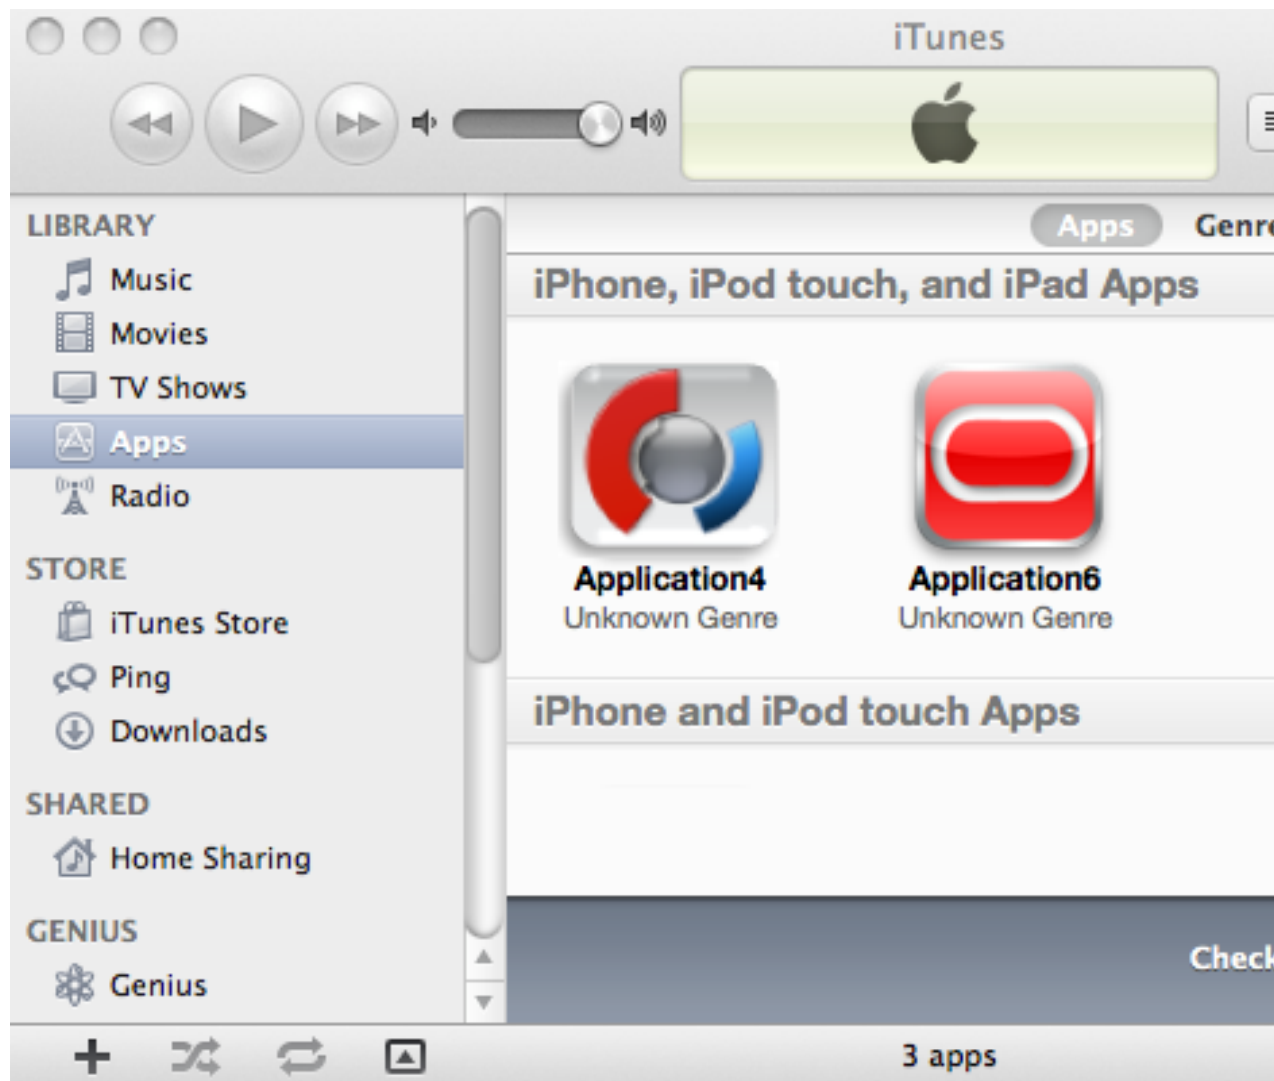 iTunes
LIBRARY
Music
Movies
TV Shows
Apps
Radio
STORE
iTunes Store
Ping
Downloads
SHARED
Home Sharing
GENIUS
Genius
Apps Genre
iPhone, iPod touch, and iPad Apps
Application4 Application6
Unknown Genre Unknown Genre
iPhone and iPod touch Apps
Check
3 apps